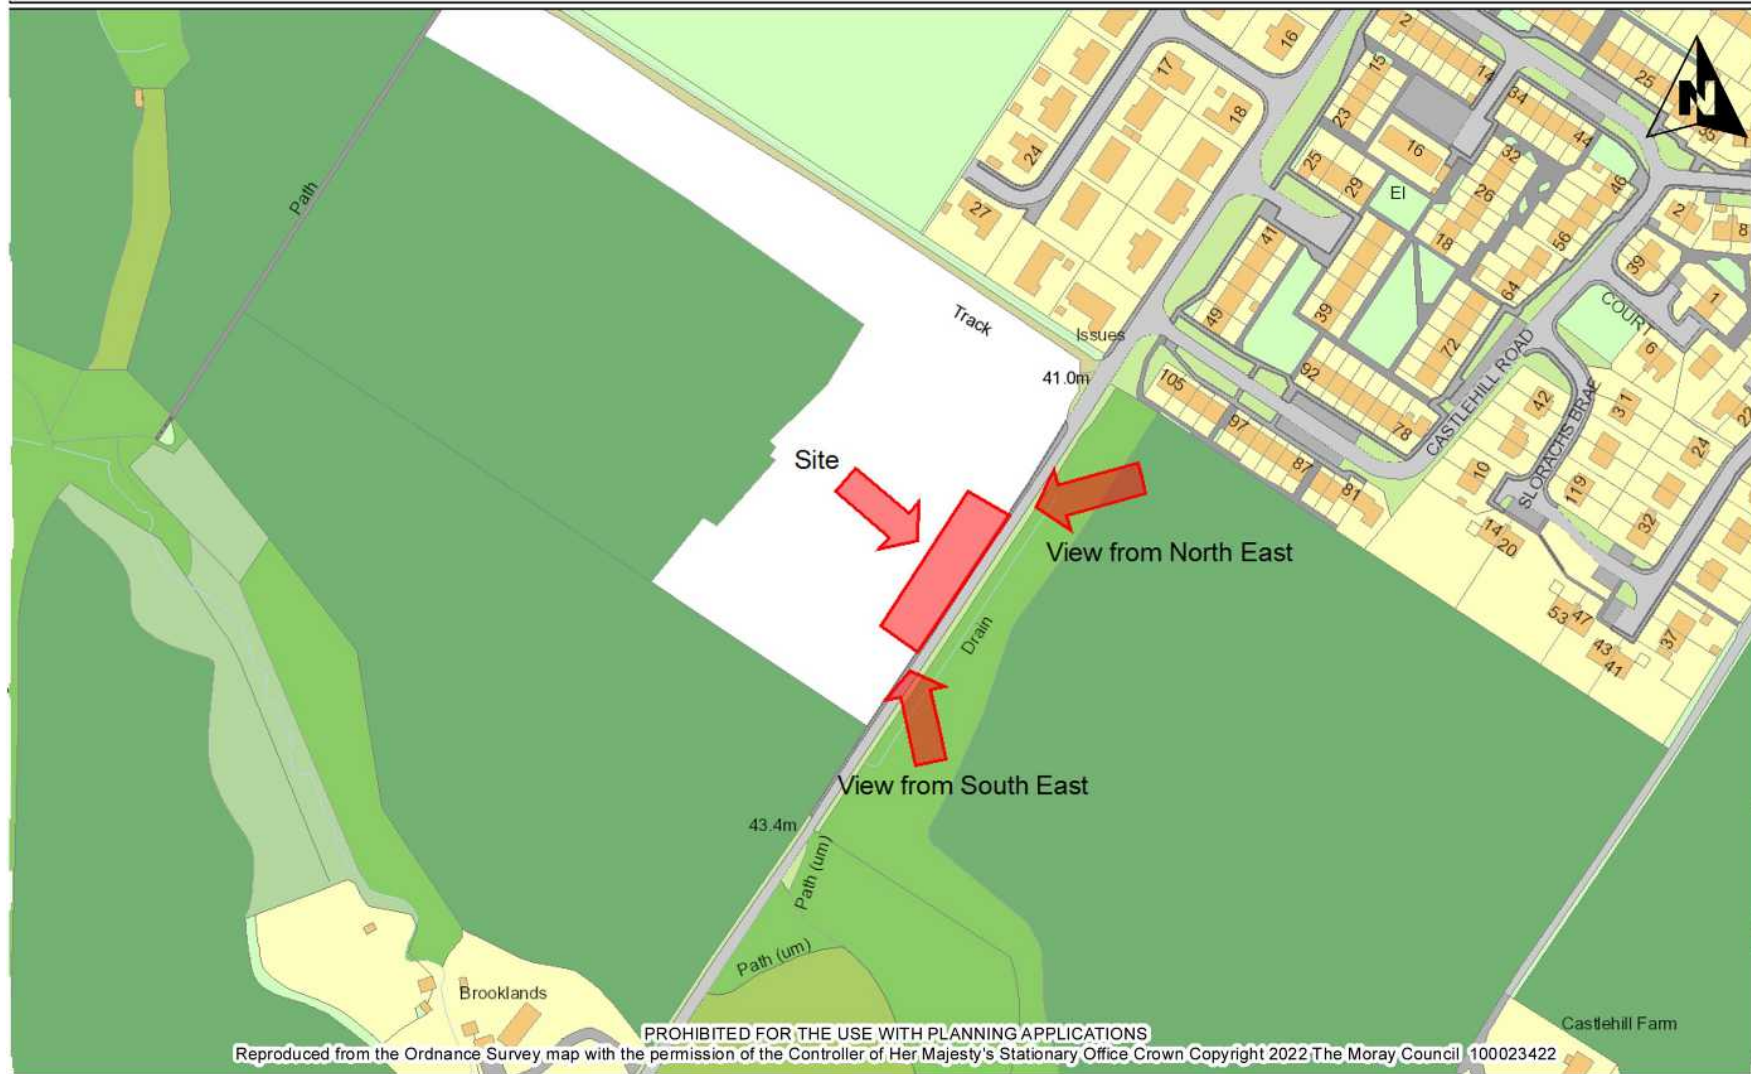 2
16
14
15
17
25
N
34
23
18
44
35
1
16
32
24
25
29
26
46
EI
27
2
8
41
18
56
39
64
1
COURT
49
39
Track
Issues
72
6
41.0m
CASTLEHILL ROAD
105
92
42
31
22
SLORACHS BRAE
97
78
24
Path
Site
87
10
81
119
14
20
32
View from North East
53
47
37
Drain
43
41
View from South East
43.4m
Path (um)
Path (um)
Brooklands
Castlehill Farm
PROHIBITED FOR THE USE WITH PLANNING APPLICATIONS
Reproduced from the Ordnance Survey map with the permission of the Controller of Her Majesty's Stationary Office Crown Copyright 2022 The Moray Council 100023422